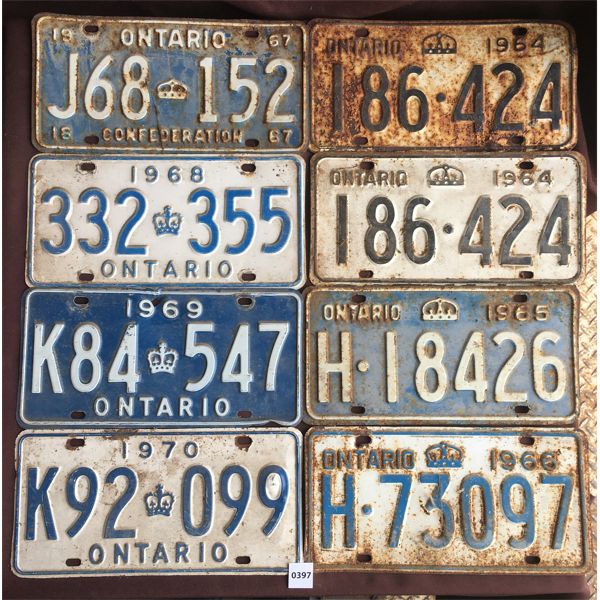 19 ONTARIO 67
J68 152
18 CONFEDERATION 67
1968
332 355
ONTARIO
1969
K84 547
ONTARIO
1970
K92 099
ONTARIO
ONTARIO 1964
186·424
ONTARIO 1964
186·424
ONTARIO 1965
H·18426
ONTARIO 1966
H·73097
0397